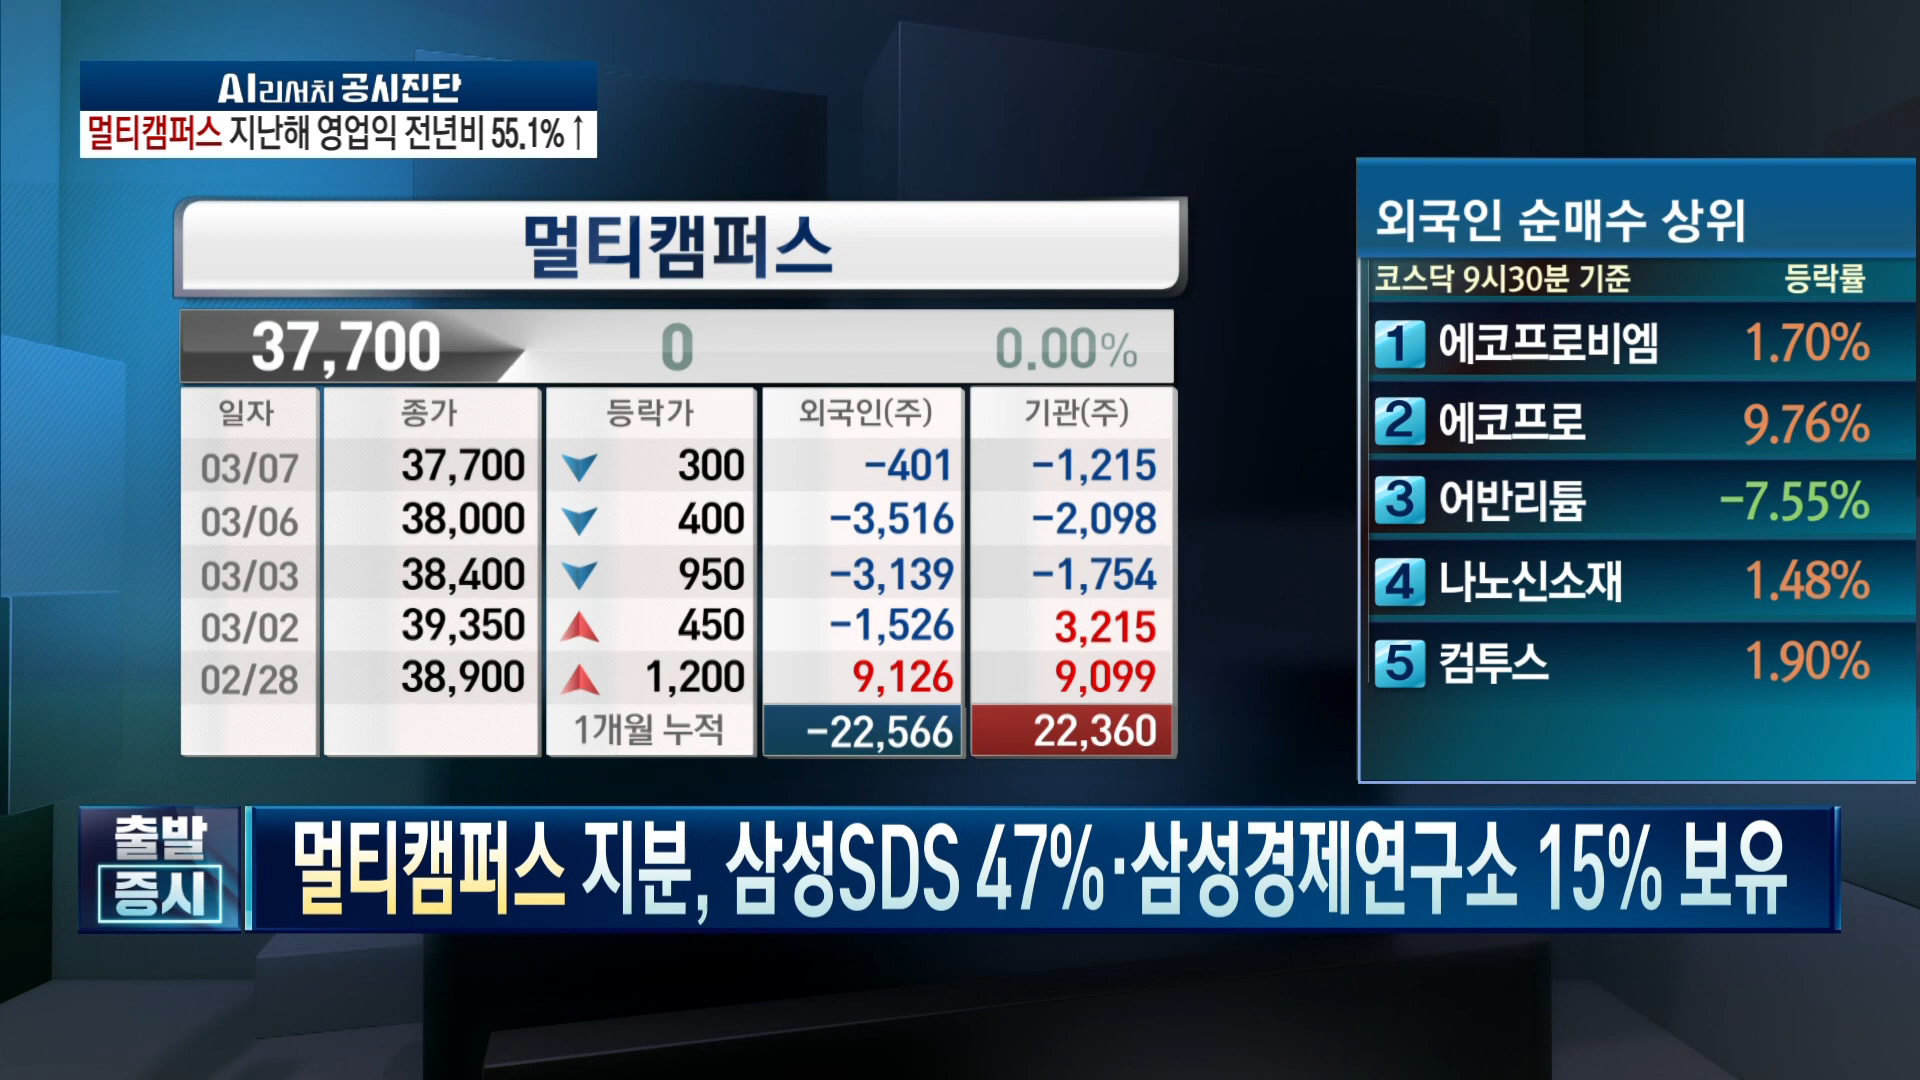 AI리서치 공시진단
멀티캠퍼스 지난해 영업익 전년비 55.1%↑
멀티캠퍼스
37,700 0 0.00%
일자 종가 등락가 외국인(주) 기관(주)
03/07 37,700 ▼ 300 -401 -1,215
03/06 38,000 ▼ 400 -3,516 -2,098
03/03 38,400 ▼ 950 -3,139 -1,754
03/02 39,350 ▲ 450 -1,526 3,215
02/28 38,900 ▲ 1,200 9,126 9,099
1개월 누적 -22,566 22,360
외국인 순매수 상위
코스닥 9시30분 기준 등락률
1 에코프로비엠 1.70%
2 에코프로 9.76%
3 어반리튬 -7.55%
4 나노신소재 1.48%
5 컴투스 1.90%
출발
증시
멀티캠퍼스 지분, 삼성SDS 47%·삼성경제연구소 15% 보유